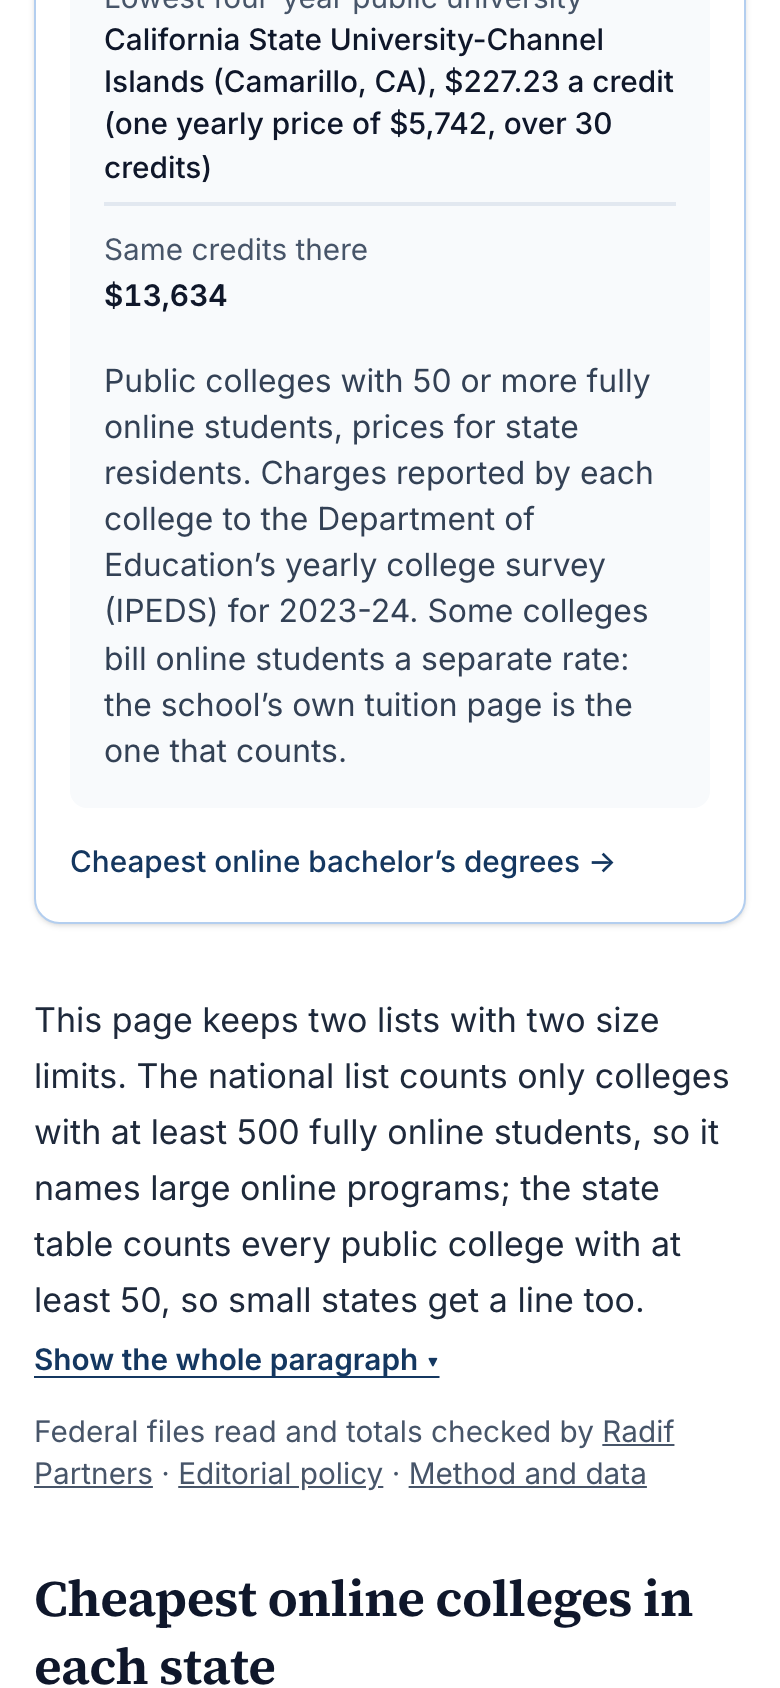 Lowest four-year public university
California State University-Channel
Islands (Camarillo, CA), $227.23 a credit
(one yearly price of $5,742, over 30
credits)
Same credits there
$13,634
Public colleges with 50 or more fully
online students, prices for state
residents. Charges reported by each
college to the Department of
Education’s yearly college survey
(IPEDS) for 2023-24. Some colleges
bill online students a separate rate:
the school’s own tuition page is the
one that counts.
Cheapest online bachelor’s degrees →
This page keeps two lists with two size
limits. The national list counts only colleges
with at least 500 fully online students, so it
names large online programs; the state
table counts every public college with at
least 50, so small states get a line too.
Show the whole paragraph ▾
Federal files read and totals checked by Radif
Partners · Editorial policy · Method and data
Cheapest online colleges in
each state